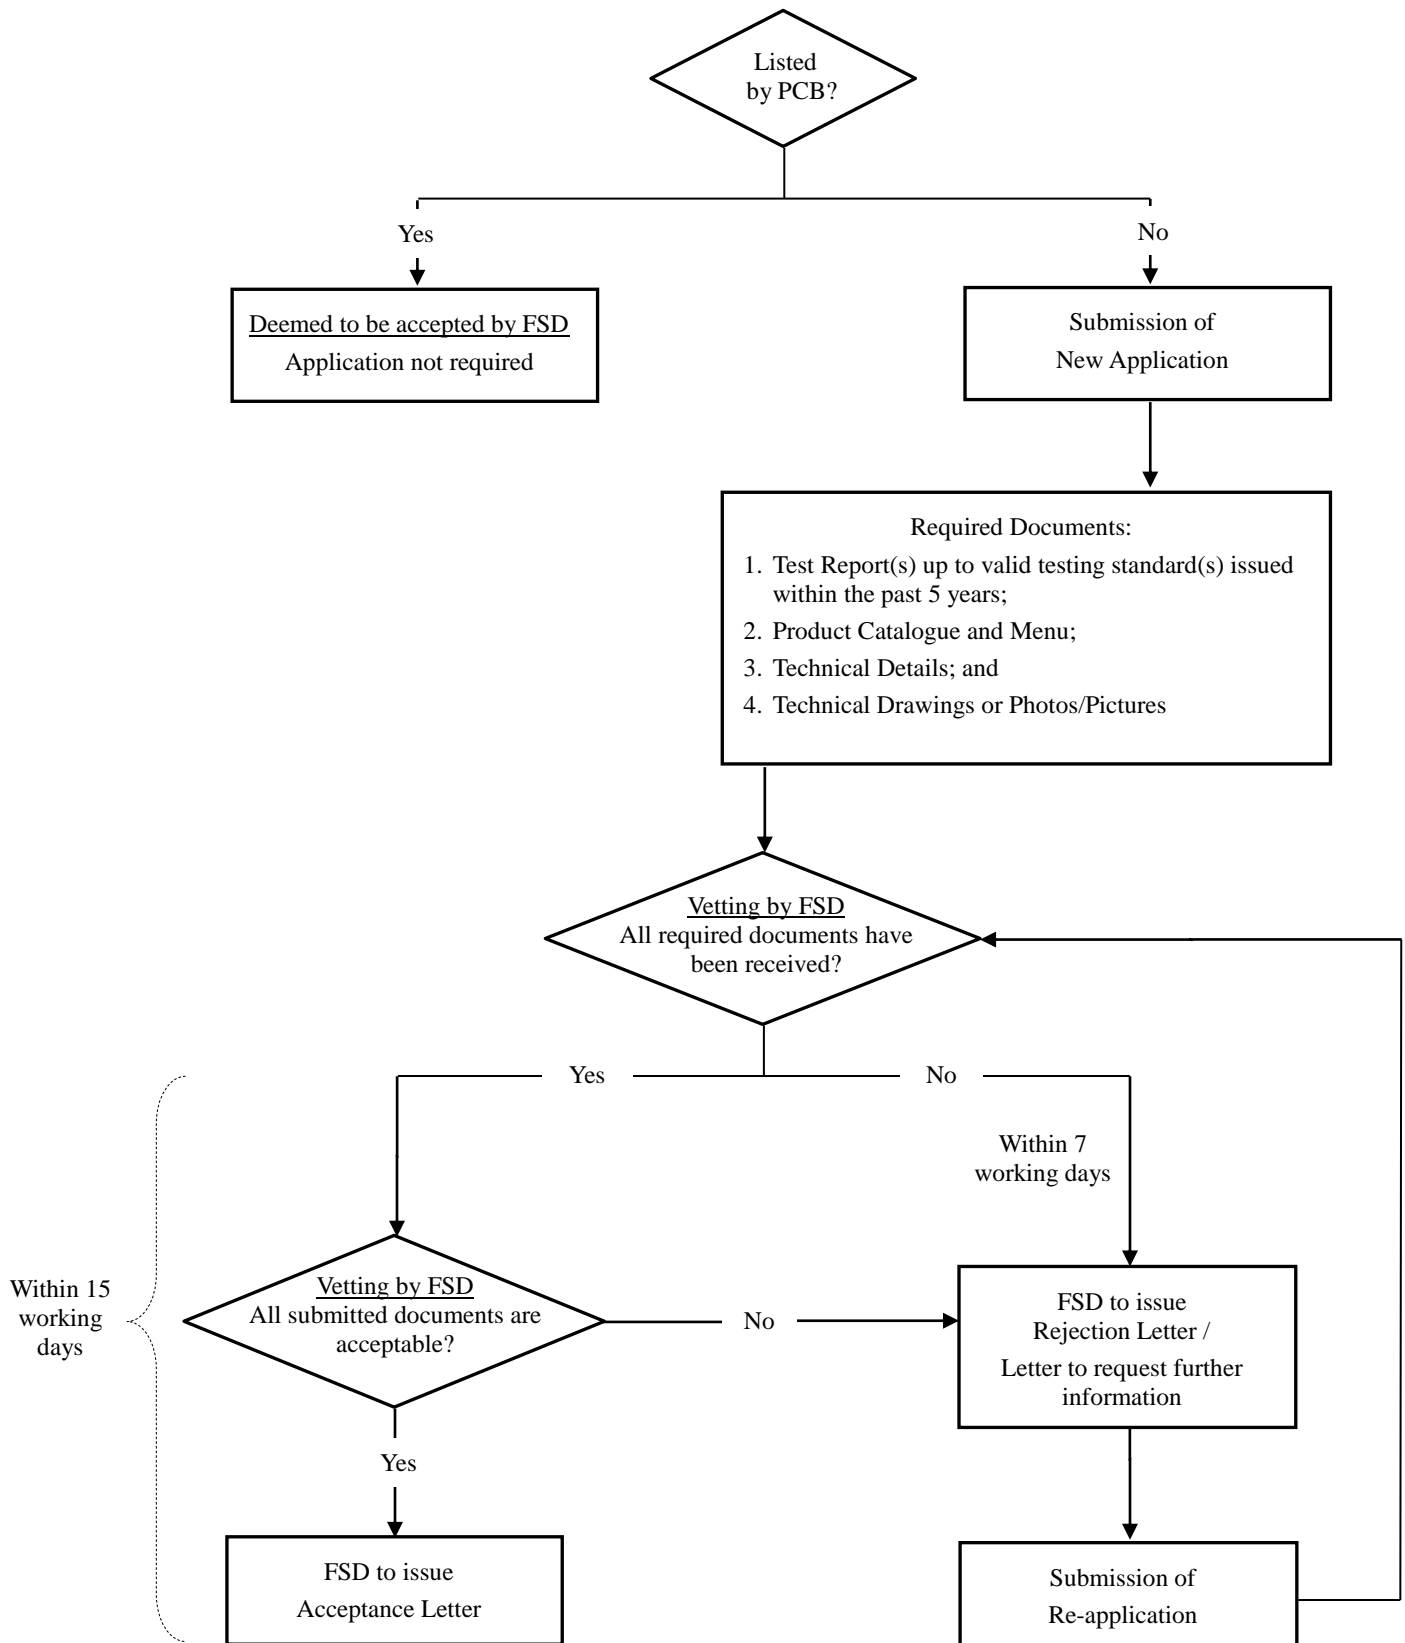 Listed
by PCB?
Yes
No
Deemed to be accepted by FSD
Application not required
Submission of
New Application
Required Documents:
1. Test Report(s) up to valid testing standard(s) issued
within the past 5 years;
2. Product Catalogue and Menu;
3. Technical Details; and
4. Technical Drawings or Photos/Pictures
Vetting by FSD
All required documents have
been received?
Yes
No
Within 7
working days
Within 15
working
days
Vetting by FSD
All submitted documents are
acceptable?
No
FSD to issue
Rejection Letter /
Letter to request further
information
Yes
FSD to issue
Acceptance Letter
Submission of
Re-application